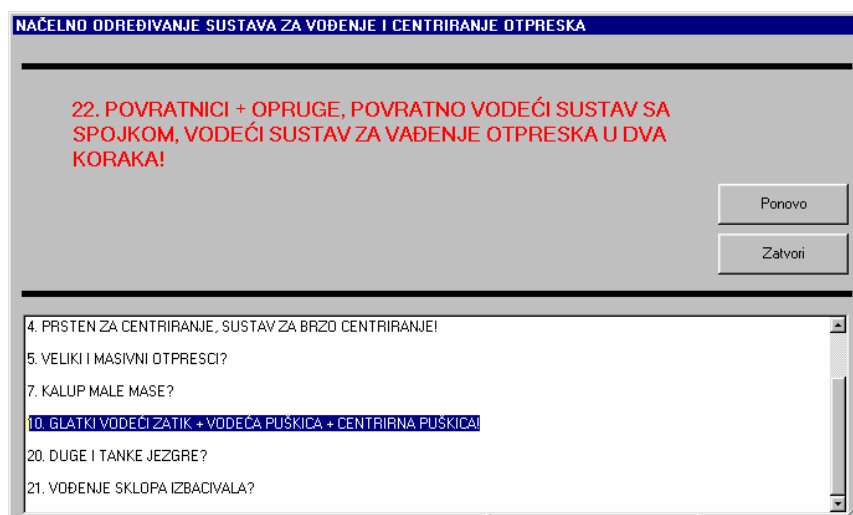 NAČELNO ODREĐIVANJE SUSTAVA ZA VOĐENJE I CENTRIRANJE OTPRESKA
22. POVRATNICI + OPRUGE, POVRATNO VODEĆI SUSTAV SA
SPOJKOM, VODEĆI SUSTAV ZA VAĐENJE OTPRESKA U DVA
KORAKA!
Ponovo
Zatvori
4. PRSTEN ZA CENTRIRANJE, SUSTAV ZA BRZO CENTRIRANJE!
5. VELIKI I MASIVNI OTPRESCI?
7. KALUP MALE MASE?
10. GLATKI VODEĆI ZATIK + VODEĆA PUŠKICA + CENTRIRNA PUŠKICA!
20. DUGE I TANKE JEZGRE?
21. VOĐENJE SKLOPA IZBACIVALA?